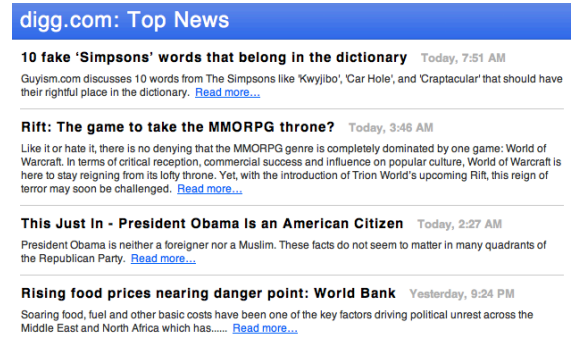 digg.com: Top News
10 fake ‘Simpsons’ words that belong in the dictionary Today, 7:51 AM
Guyism.com discusses 10 words from The Simpsons like 'Kwyjibo', 'Car Hole', and 'Craptacular' that should have
their rightful place in the dictionary. Read more…
Rift: The game to take the MMORPG throne? Today, 3:46 AM
Like it or hate it, there is no denying that the MMORPG genre is completely dominated by one game: World of
Warcraft. In terms of critical reception, commercial success and influence on popular culture, World of Warcraft is
here to stay reigning from its lofty throne. Yet, with the introduction of Trion World's upcoming Rift, this reign of
terror may soon be challenged. Read more…
This Just In - President Obama Is an American Citizen Today, 2:27 AM
President Obama is neither a foreigner nor a Muslim. These facts do not seem to matter in many quadrants of
the Republican Party. Read more…
Rising food prices nearing danger point: World Bank Yesterday, 9:24 PM
Soaring food, fuel and other basic costs have been one of the key factors driving political unrest across the
Middle East and North Africa which has...... Read more…